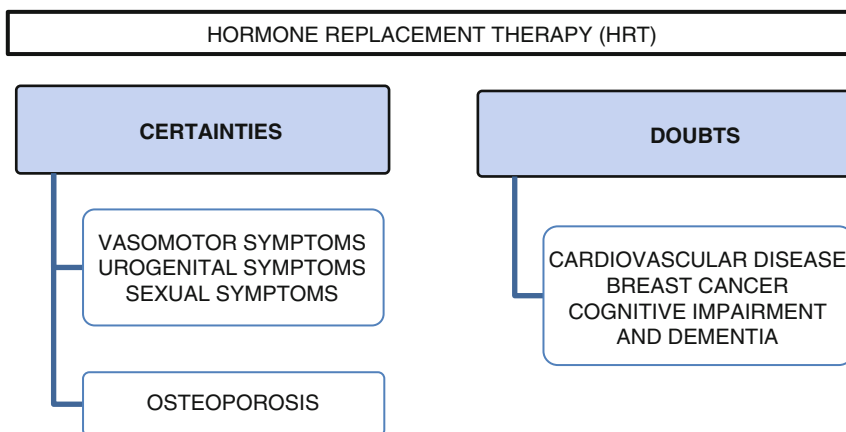 HORMONE REPLACEMENT THERAPY (HRT)
CERTAINTIES
VASOMOTOR SYMPTOMS
UROGENITAL SYMPTOMS
SEXUAL SYMPTOMS
OSTEOPOROSIS
DOUBTS
CARDIOVASCULAR DISEASE
BREAST CANCER
COGNITIVE IMPAIRMENT
AND DEMENTIA